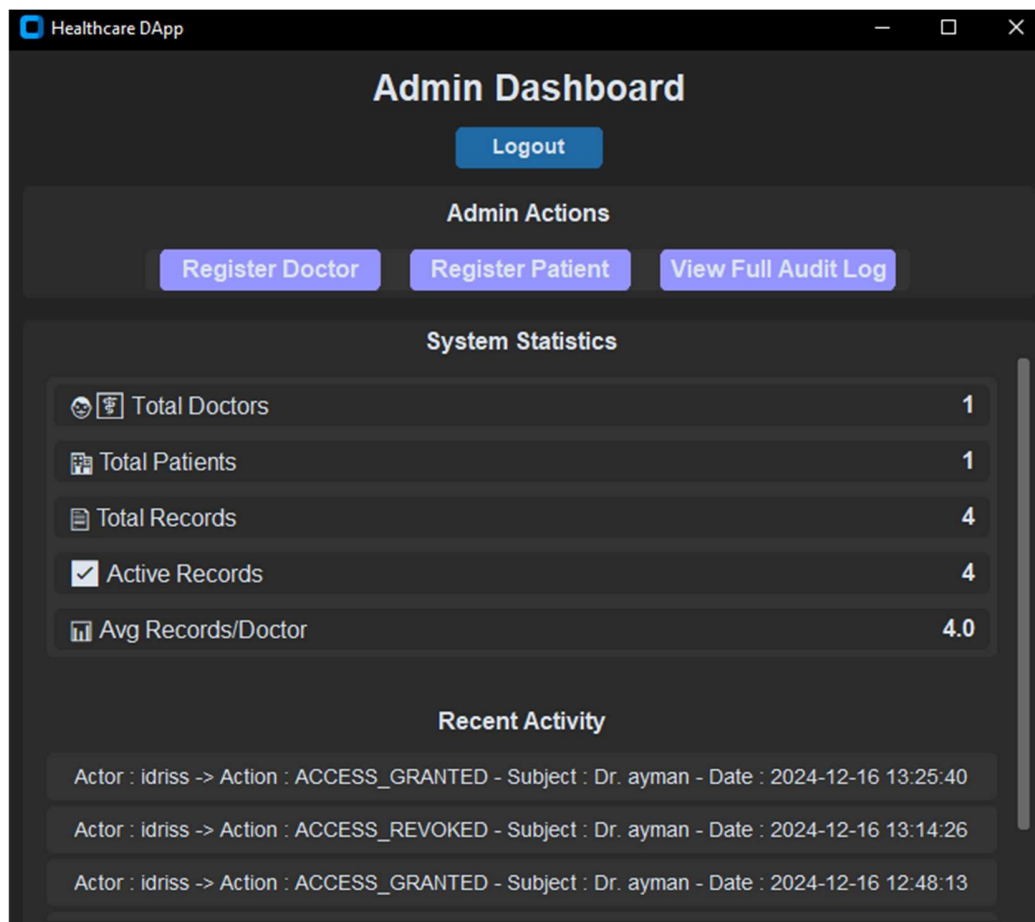 Healthcare DApp
Admin Dashboard
Logout
Admin Actions
Register Doctor Register Patient View Full Audit Log
System Statistics
Total Doctors 1
Total Patients 1
Total Records 4
Active Records 4
Avg Records/Doctor 4.0
Recent Activity
Actor : idriss -> Action : ACCESS_GRANTED - Subject : Dr. ayman - Date : 2024-12-16 13:25:40
Actor : idriss -> Action : ACCESS_REVOKED - Subject : Dr. ayman - Date : 2024-12-16 13:14:26
Actor : idriss -> Action : ACCESS_GRANTED - Subject : Dr. ayman - Date : 2024-12-16 12:48:13